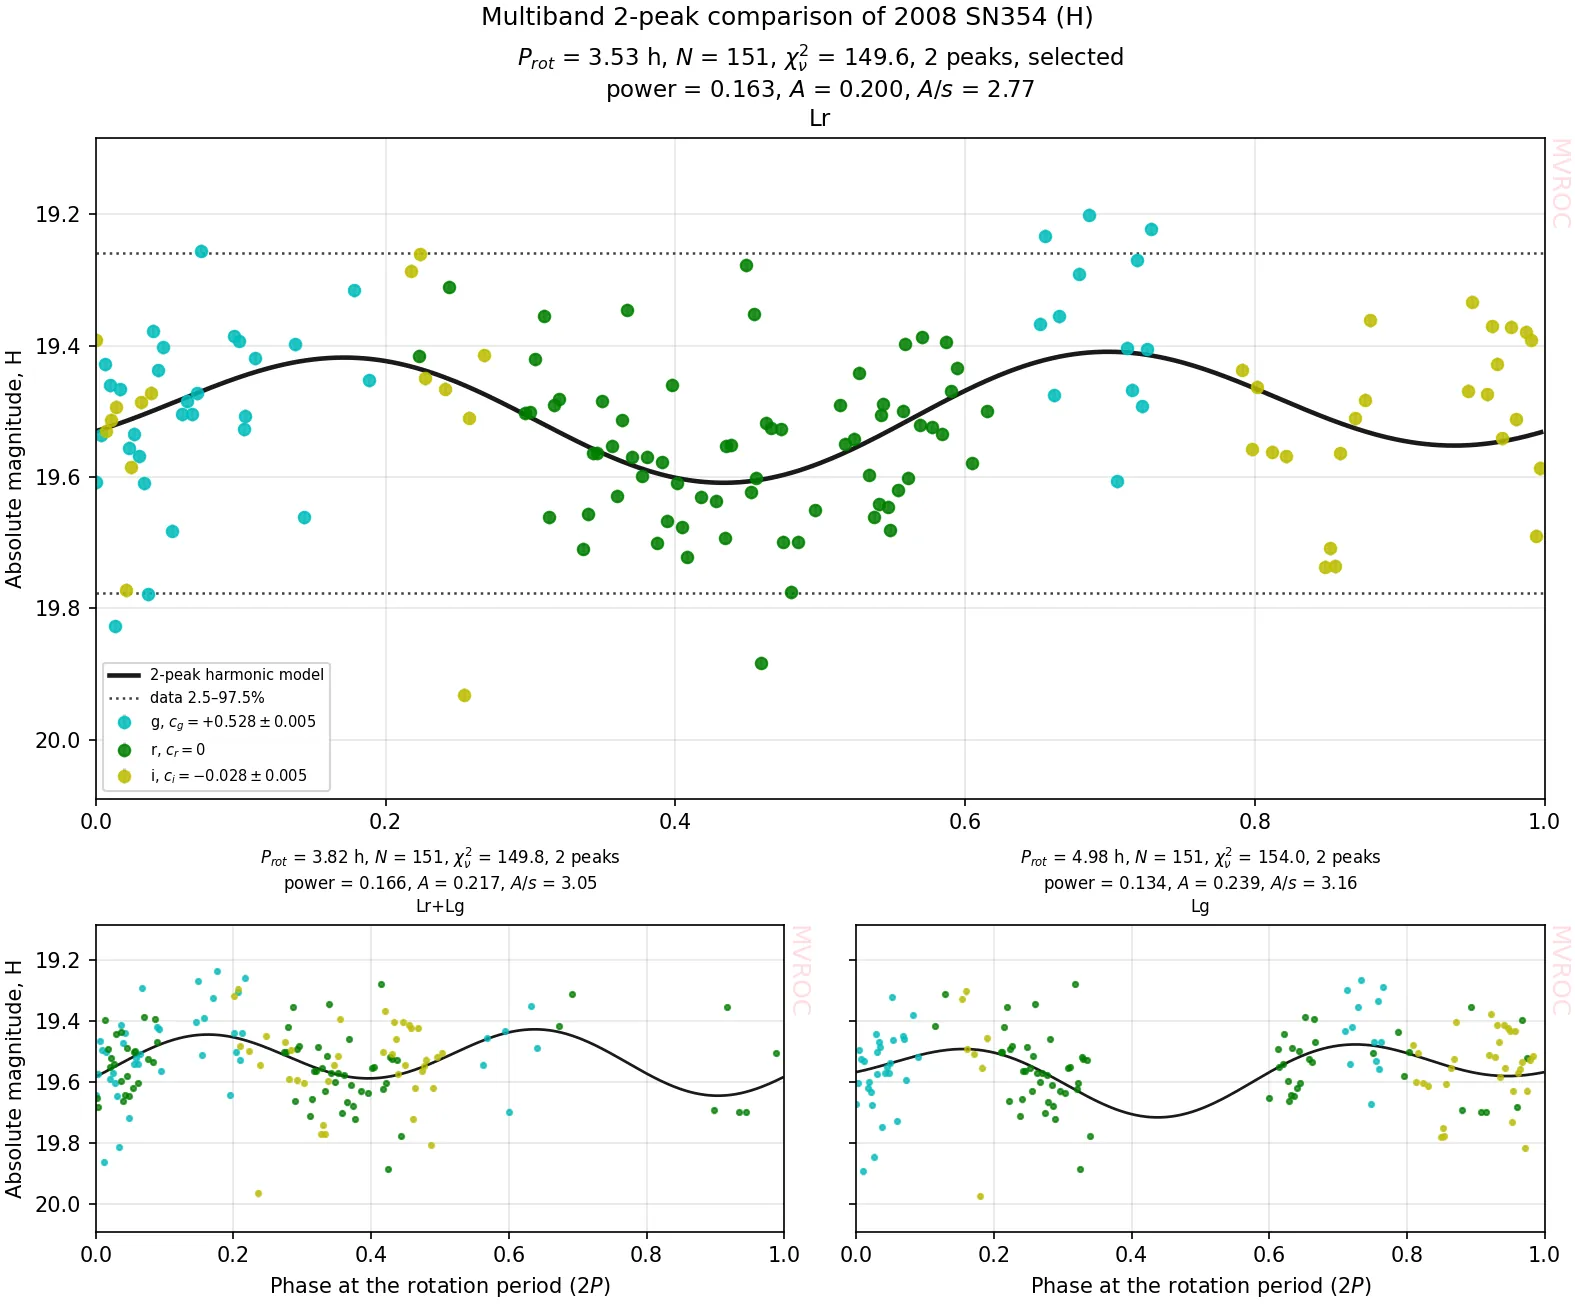 Multiband 2-peak comparison of 2008 SN354 (H)
P_rot = 3.53 h, N = 151, χ²_ν = 149.6, 2 peaks, selected
power = 0.163, A = 0.200, A/s = 2.77
Lr
MVROC
Absolute magnitude, H
19.2
19.4
19.6
19.8
20.0
2-peak harmonic model
data 2.5–97.5%
g, c_g = +0.528 ± 0.005
r, c_r = 0
i, c_i = −0.028 ± 0.005
0.0 0.2 0.4 0.6 0.8 1.0
P_rot = 3.82 h, N = 151, χ²_ν = 149.8, 2 peaks
power = 0.166, A = 0.217, A/s = 3.05
Lr+Lg
MVROC
Absolute magnitude, H
19.2
19.4
19.6
19.8
20.0
0.0 0.2 0.4 0.6 0.8 1.0
Phase at the rotation period (2P)
P_rot = 4.98 h, N = 151, χ²_ν = 154.0, 2 peaks
power = 0.134, A = 0.239, A/s = 3.16
Lg
MVROC
0.0 0.2 0.4 0.6 0.8 1.0
Phase at the rotation period (2P)